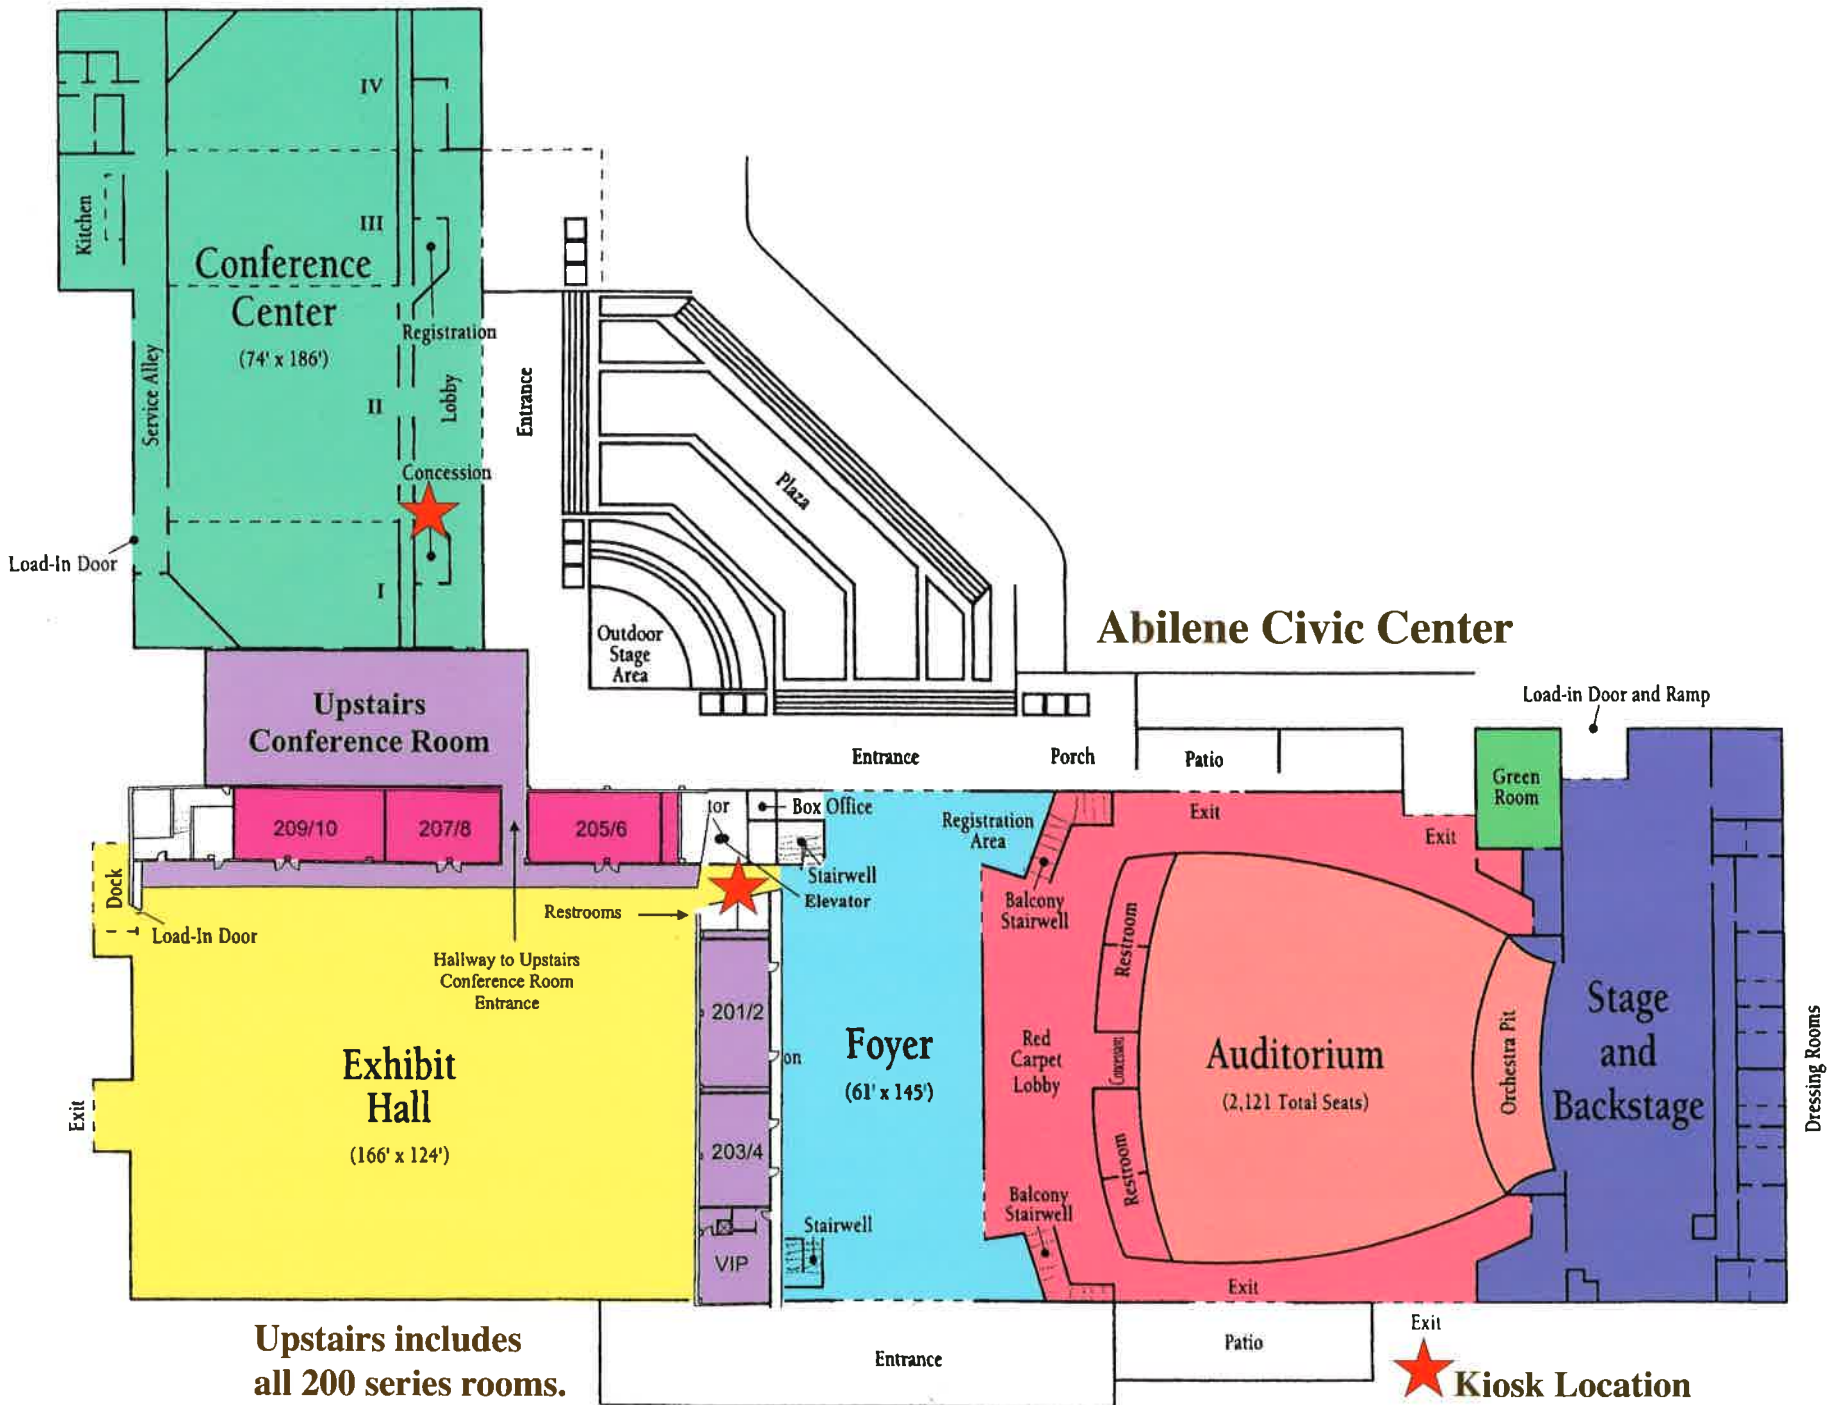 IV
Kitchen
III
Conference
Center
(74' x 186')
Registration
Service Alley
II
Lobby
Entrance
Concession
Plaza
Load-In Door
I
Outdoor
Stage
Area
Abilene Civic Center
Upstairs
Conference Room
Load-in Door and Ramp
Entrance
Porch
Patio
Green
Room
209/10
207/8
205/6
tor
Box Office
Registration
Area
Exit
Exit
Dock
Stairwell
Elevator
Balcony
Stairwell
Restroom
Load-In Door
Restrooms
Hallway to Upstairs
Conference Room
Entrance
201/2
on
Foyer
(61' x 145')
Red
Carpet
Lobby
Concession
Auditorium
(2,121 Total Seats)
Orchestra Pit
Stage
and
Backstage
Dressing Rooms
Exhibit
Hall
(166' x 124')
Exit
203/4
Restroom
Balcony
Stairwell
Stairwell
VIP
Exit
Upstairs includes
all 200 series rooms.
Entrance
Patio
Exit
Kiosk Location